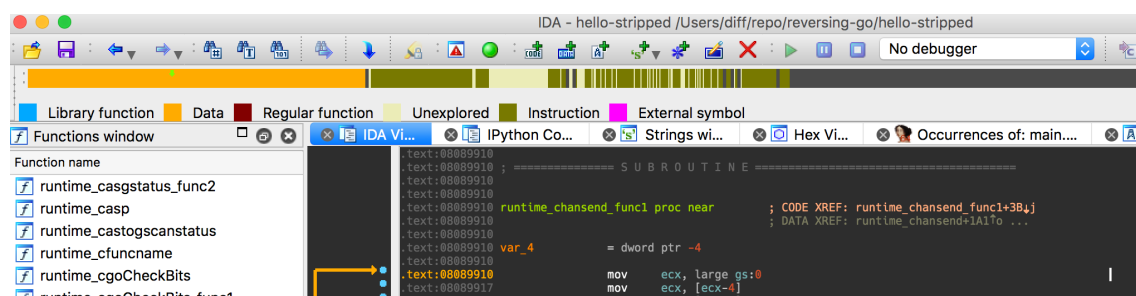 IDA - hello-stripped /Users/diff/repo/reversing-go/hello-stripped
No debugger
Library function Data Regular function Unexplored Instruction External symbol
Functions window
IDA Vi... IPython Co... Strings wi... Hex Vi... Occurrences of: main....
Function name
runtime_casgstatus_func2
runtime_casp
runtime_castogscanstatus
runtime_cfuncname
runtime_cgoCheckBits
.text:08089910
.text:08089910 ; =============== S U B R O U T I N E =======================================
.text:08089910
.text:08089910
.text:08089910 runtime_chansend_func1 proc near ; CODE XREF: runtime_chansend_func1+3B↓j
.text:08089910 ; DATA XREF: runtime_chansend+1A1↑o ...
.text:08089910
.text:08089910 var_4 = dword ptr -4
.text:08089910
.text:08089910 mov ecx, large gs:0
.text:08089917 mov ecx, [ecx-4]